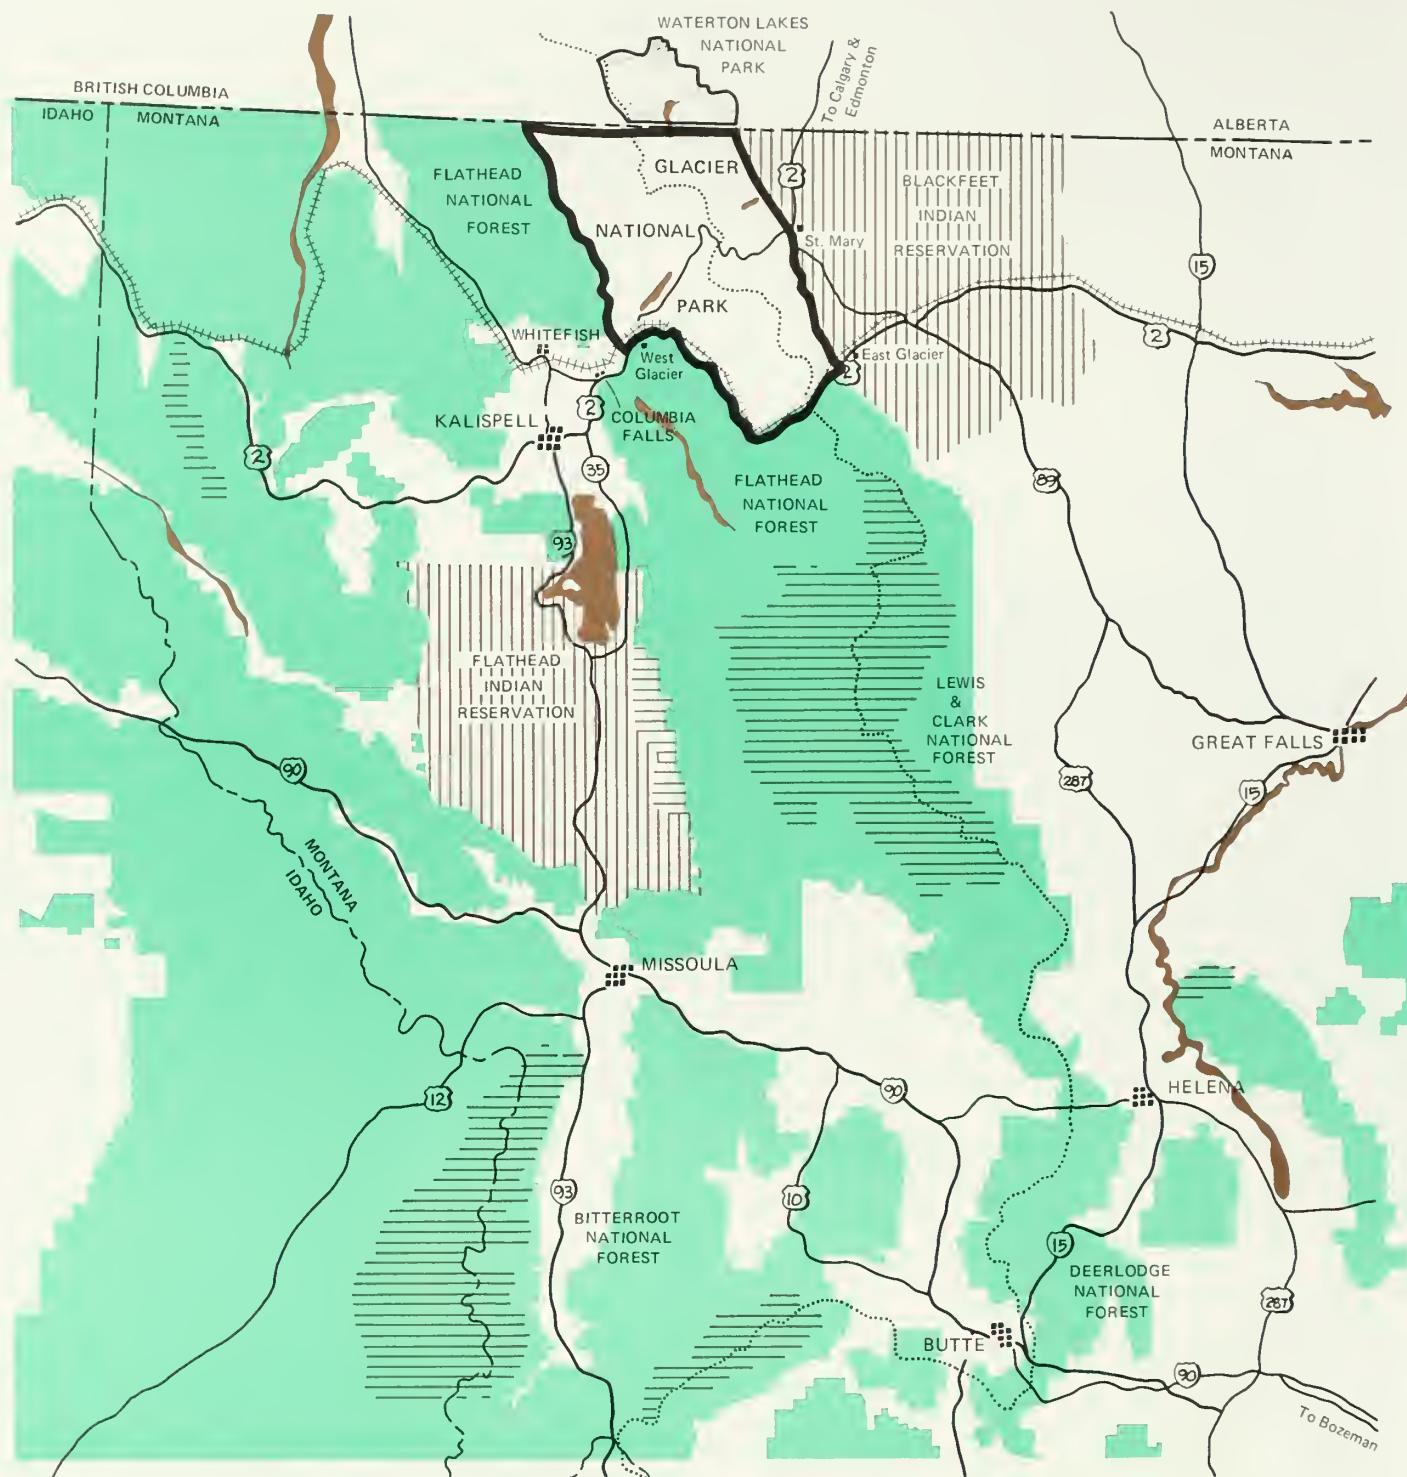 WATERTON LAKES
NATIONAL
PARK
To Calgary &
Edmonton
BRITISH COLUMBIA
IDAHO
MONTANA
ALBERTA
MONTANA
FLATHEAD
NATIONAL
FOREST
GLACIER
NATIONAL
PARK
2
BLACKFEET
INDIAN
RESERVATION
St. Mary
15
WHITEFISH
West
Glacier
East Glacier
2
2
KALISPELL
2
COLUMBIA
FALLS
2
35
FLATHEAD
NATIONAL
FOREST
89
93
FLATHEAD
INDIAN
RESERVATION
LEWIS
&
CLARK
NATIONAL
FOREST
GREAT FALLS
90
287
15
MONTANA
IDAHO
MISSOULA
12
90
HELENA
93
10
BITTERROOT
NATIONAL
FOREST
15
DEERLODGE
NATIONAL
FOREST
287
BUTTE
90
To Bozeman